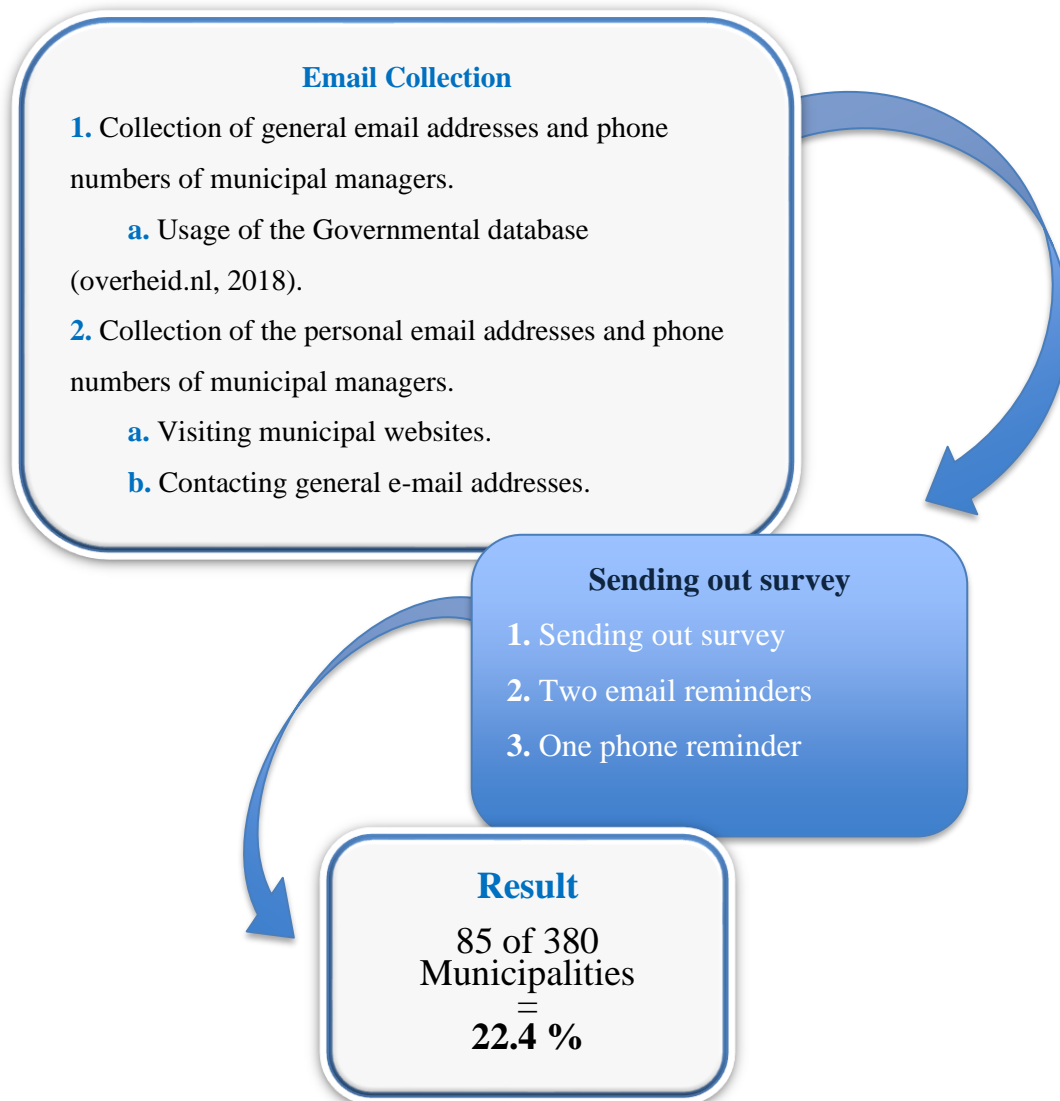 Email Collection
1. Collection of general email addresses and phone
numbers of municipal managers.
a. Usage of the Governmental database
(overheid.nl, 2018).
2. Collection of the personal email addresses and phone
numbers of municipal managers.
a. Visiting municipal websites.
b. Contacting general e-mail addresses.
Sending out survey
1. Sending out survey
2. Two email reminders
3. One phone reminder
Result
85 of 380
Municipalities
=
22.4 %